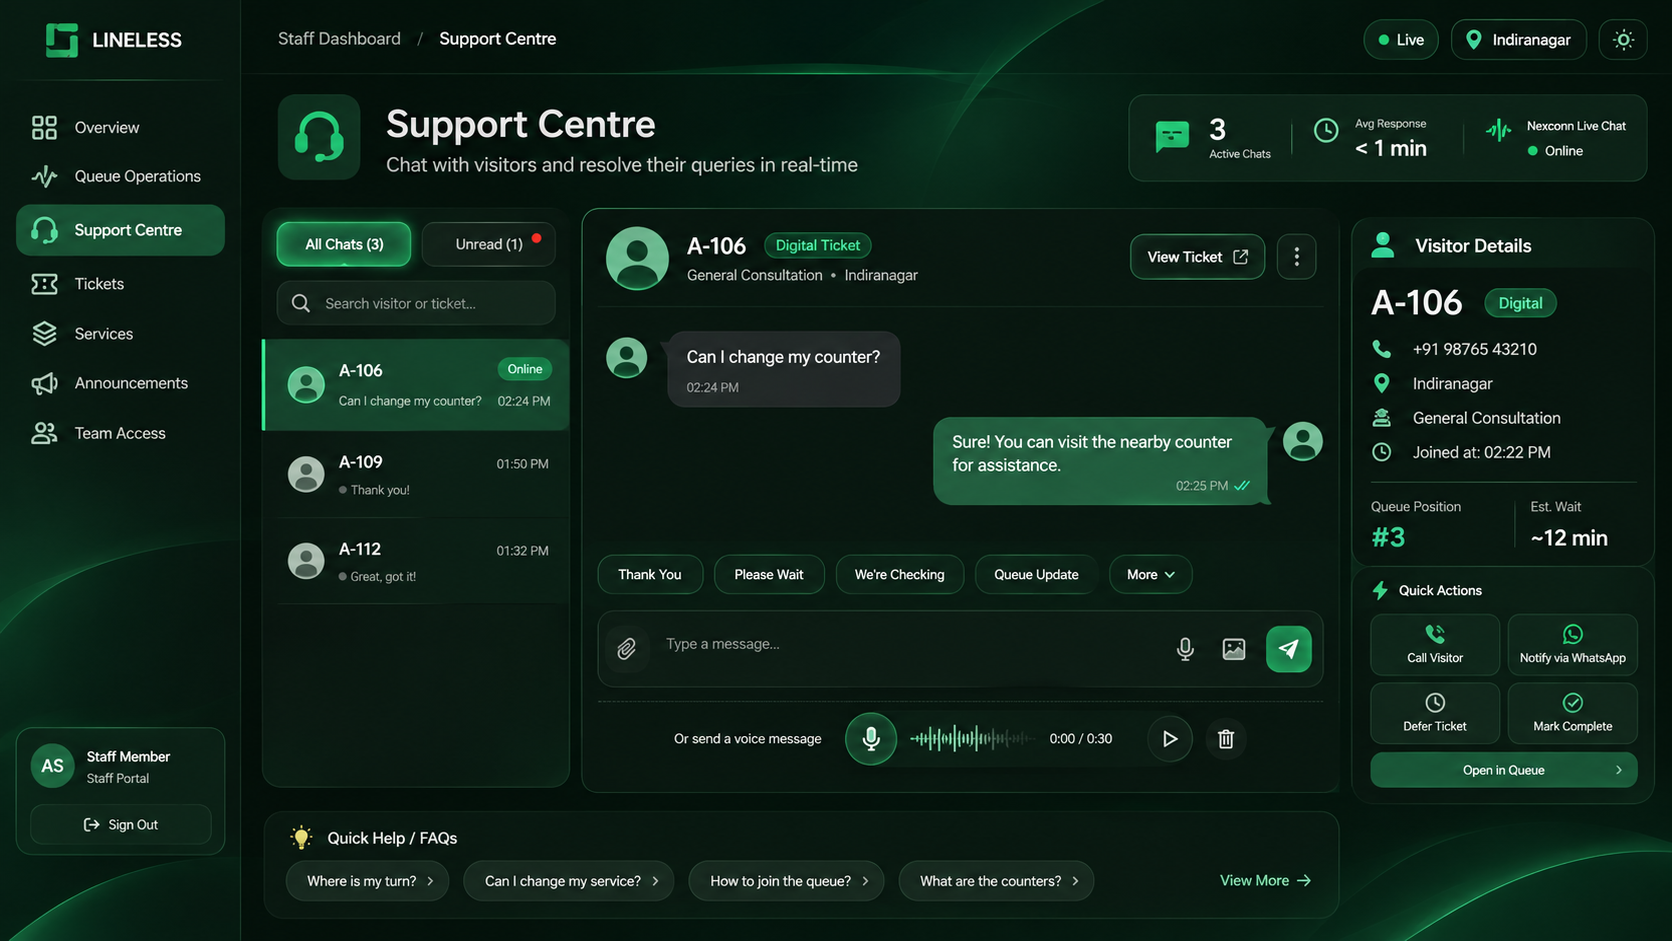 LINELESS
Staff Dashboard / Support Centre
Live
Indiranagar
Overview
Queue Operations
Support Centre
Tickets
Services
Announcements
Team Access
AS
Staff Member
Staff Portal
Sign Out
Support Centre
Chat with visitors and resolve their queries in real-time
3
Active Chats
Avg Response
< 1 min
Nexconn Live Chat
Online
All Chats (3)
Unread (1)
Search visitor or ticket...
A-106
Online
Can I change my counter?
02:24 PM
A-109
01:50 PM
Thank you!
A-112
01:32 PM
Great, got it!
A-106
Digital Ticket
General Consultation • Indiranagar
View Ticket
Can I change my counter?
02:24 PM
Sure! You can visit the nearby counter
for assistance.
02:25 PM
Thank You
Please Wait
We're Checking
Queue Update
More
Type a message...
Or send a voice message
0:00 / 0:30
Visitor Details
A-106
Digital
+91 98765 43210
Indiranagar
General Consultation
Joined at: 02:22 PM
Queue Position
#3
Est. Wait
~12 min
Quick Actions
Call Visitor
Notify via WhatsApp
Defer Ticket
Mark Complete
Open in Queue
Quick Help / FAQs
Where is my turn?
Can I change my service?
How to join the queue?
What are the counters?
View More